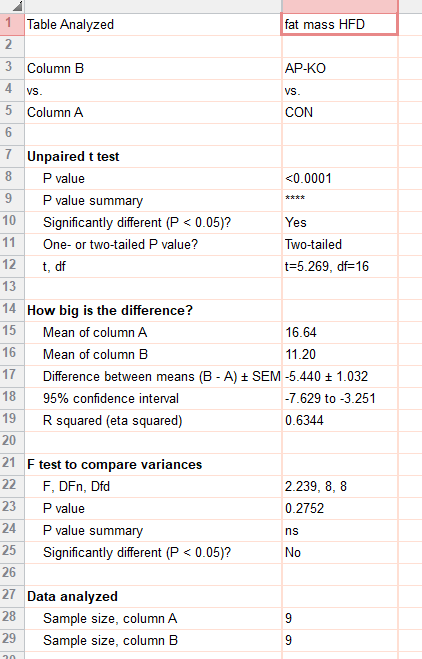 1 Table Analyzed fat mass HFD
2
3 Column B AP-KO
4 vs. vs.
5 Column A CON
6
7 Unpaired t test
8 P value <0.0001
9 P value summary ****
10 Significantly different (P < 0.05)? Yes
11 One- or two-tailed P value? Two-tailed
12 t, df t=5.269, df=16
13
14 How big is the difference?
15 Mean of column A 16.64
16 Mean of column B 11.20
17 Difference between means (B - A) ± SEM -5.440 ± 1.032
18 95% confidence interval -7.629 to -3.251
19 R squared (eta squared) 0.6344
20
21 F test to compare variances
22 F, DFn, Dfd 2.239, 8, 8
23 P value 0.2752
24 P value summary ns
25 Significantly different (P < 0.05)? No
26
27 Data analyzed
28 Sample size, column A 9
29 Sample size, column B 9